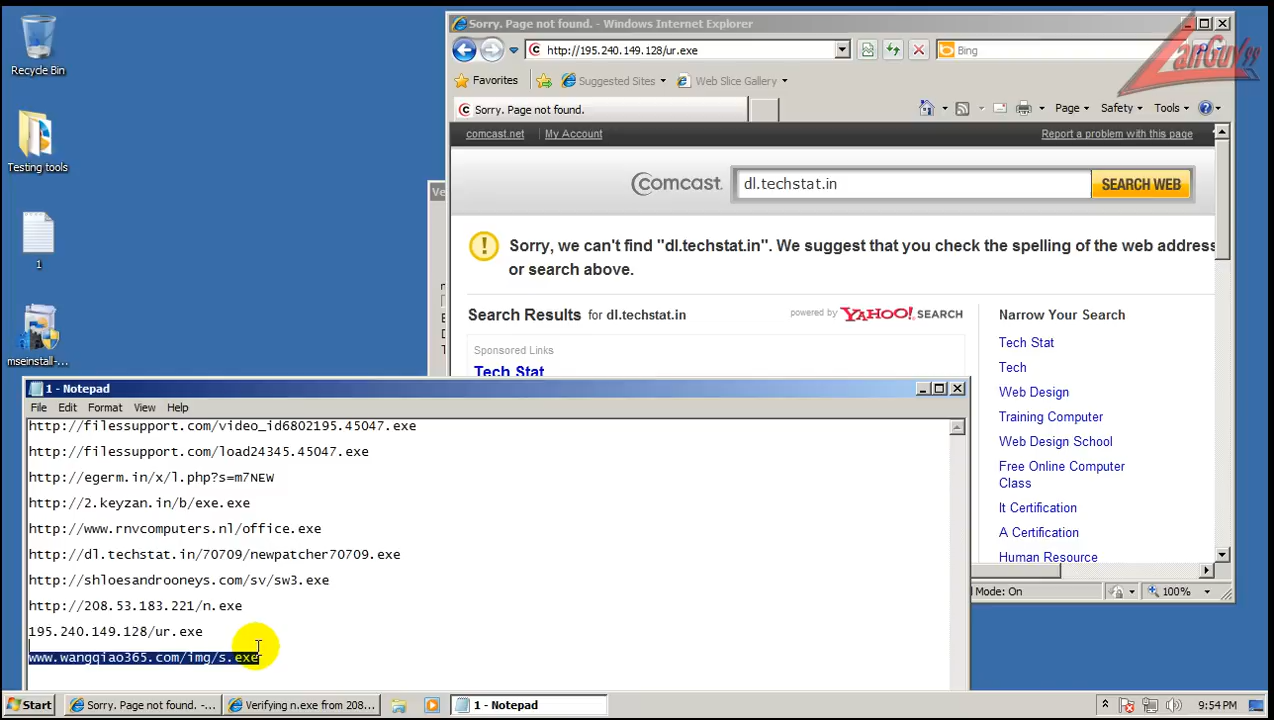 Recycle Bin
Testing tools
1
mseinstall-...
Sorry. Page not found. - Windows Internet Explorer
http://195.240.149.128/ur.exe
Bing
Favorites
Suggested Sites
Web Slice Gallery
Sorry. Page not found.
Page
Safety
Tools
comcast.net
My Account
Report a problem with this page
comcast.
dl.techstat.in
SEARCH WEB
Sorry, we can't find "dl.techstat.in". We suggest that you check the spelling of the web address
or search above.
Search Results for dl.techstat.in
powered by YAHOO! SEARCH
Sponsored Links
Tech Stat
Narrow Your Search
Tech Stat
Tech
Web Design
Training Computer
Web Design School
Free Online Computer
Class
It Certification
A Certification
Human Resource
d Mode: On
100%
1 - Notepad
File Edit Format View Help
http://filessupport.com/video_id6802195.45047.exe
http://filessupport.com/load24345.45047.exe
http://egerm.in/x/l.php?s=m7NEW
http://2.keyzan.in/b/exe.exe
http://www.rnvcomputers.nl/office.exe
http://dl.techstat.in/70709/newpatcher70709.exe
http://shloesandrooneys.com/sv/sw3.exe
http://208.53.183.221/n.exe
195.240.149.128/ur.exe
www.wangqiao365.com/img/s.exe
Start
Sorry. Page not found. -...
Verifying n.exe from 208...
1 - Notepad
9:54 PM